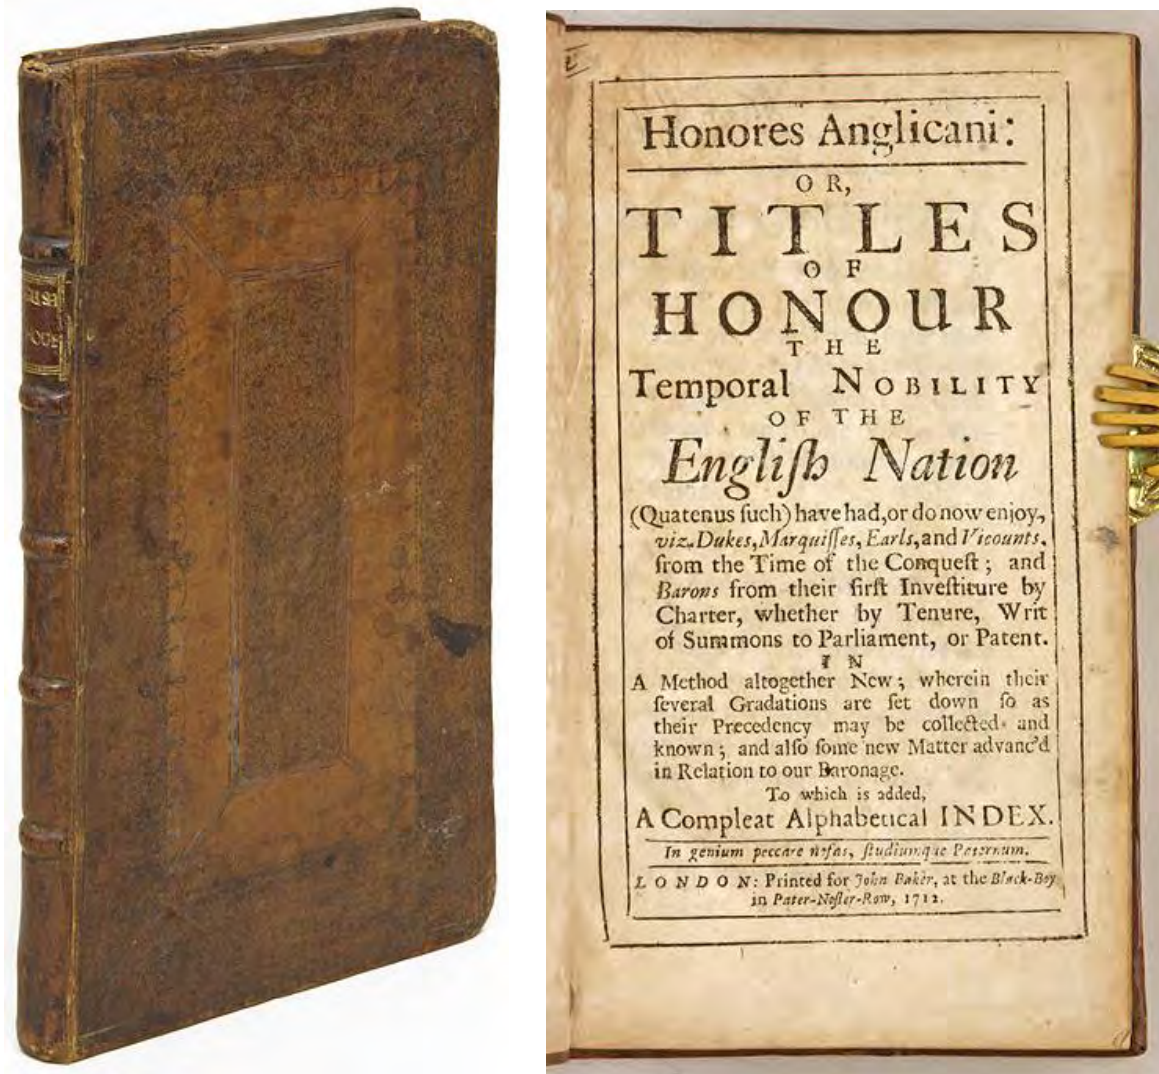 Honores Anglicani:
OR,
TITLES
OF
HONOUR
THE
Temporal NOBILITY
OF THE
Engliſh Nation
(Quatenus ſuch) have had, or do now enjoy,
viz. Dukes, Marquiſſes, Earls, and Vicounts,
from the Time of the Conqueſt; and
Barons from their firſt Inveſtiture by
Charter, whether by Tenure, Writ
of Summons to Parliament, or Patent.
IN
A Method altogether New; wherein their
ſeveral Gradations are ſet down ſo as
their Precedency may be collected and
known; and alſo ſome new Matter advanc'd
in Relation to our Baronage.
To which is added,
A Compleat Alphabetical INDEX.
In genium peccare nefas, ſtudiumque Paternum.
LONDON: Printed for John Baker, at the Black-Boy
in Pater-Noſter-Row, 1712.